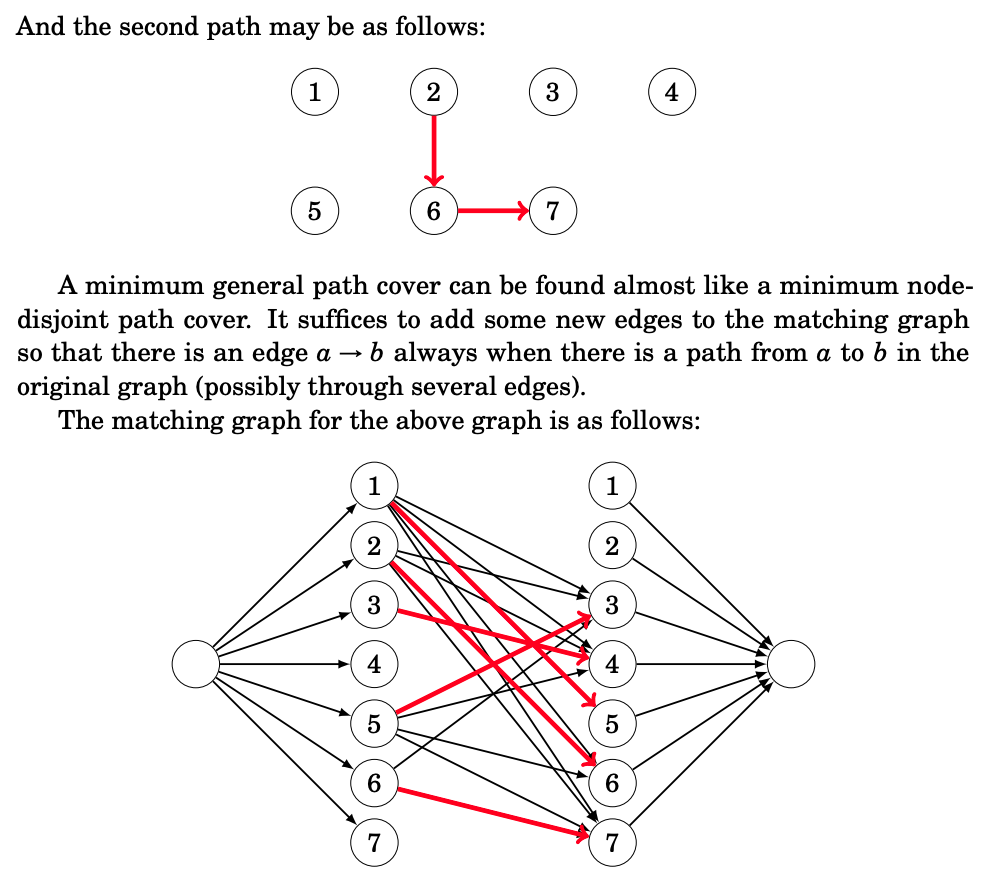 And the second path may be as follows:
1 2 3 4
5 6 7
A minimum general path cover can be found almost like a minimum node-
disjoint path cover. It suffices to add some new edges to the matching graph
so that there is an edge a → b always when there is a path from a to b in the
original graph (possibly through several edges).
The matching graph for the above graph is as follows:
1 1
2 2
3 3
4 4
5 5
6 6
7 7